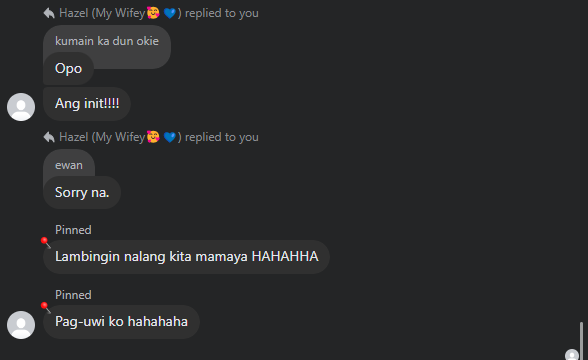 Hazel (My Wifey🥰💙) replied to you
kumain ka dun okie
Opo
Ang init!!!!
Hazel (My Wifey🥰💙) replied to you
ewan
Sorry na.
Pinned
Lambingin nalang kita mamaya HAHAHHA
Pinned
Pag-uwi ko hahahaha